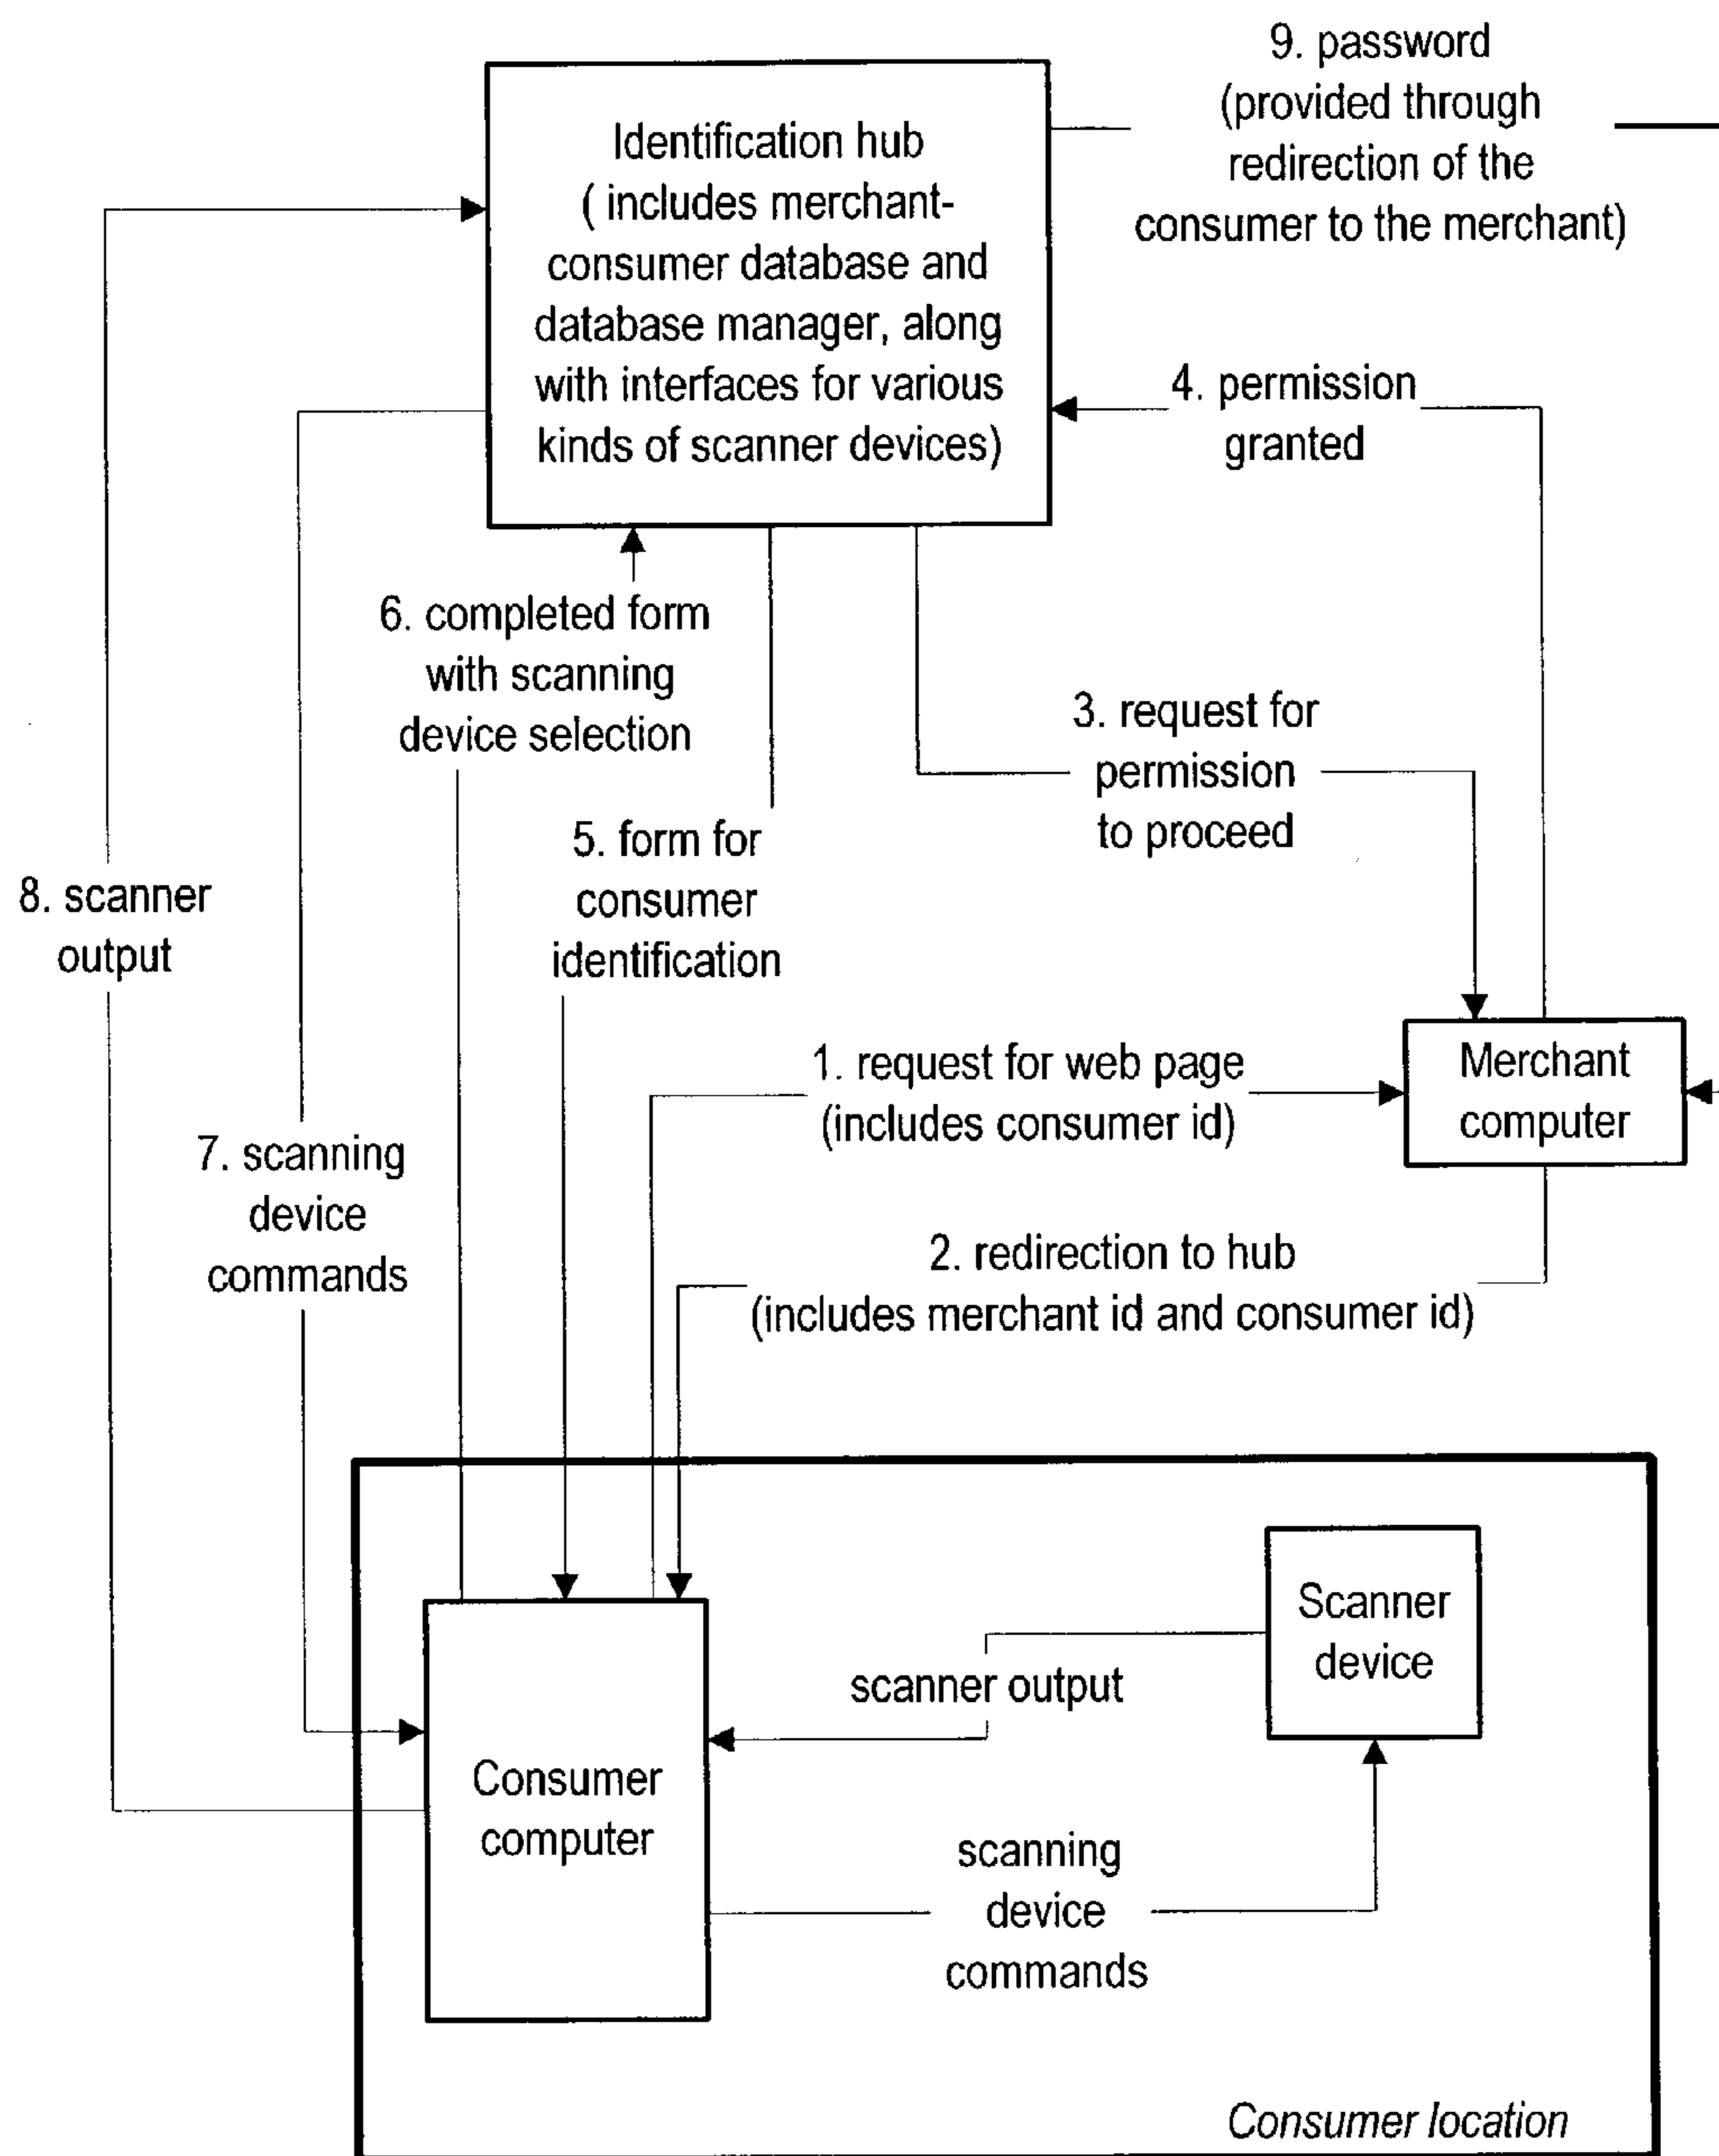 9. password
(provided through
redirection of the
consumer to the merchant)
Identification hub
( includes merchant-
consumer database and
database manager, along
with interfaces for various
kinds of scanner devices)
4. permission
granted
6. completed form
with scanning
device selection
3. request for
permission
to proceed
5. form for
consumer
identification
8. scanner
output
1. request for web page
(includes consumer id)
Merchant
computer
7. scanning
device
commands
2. redirection to hub
(includes merchant id and consumer id)
Scanner
device
scanner output
Consumer
computer
scanning
device
commands
Consumer location